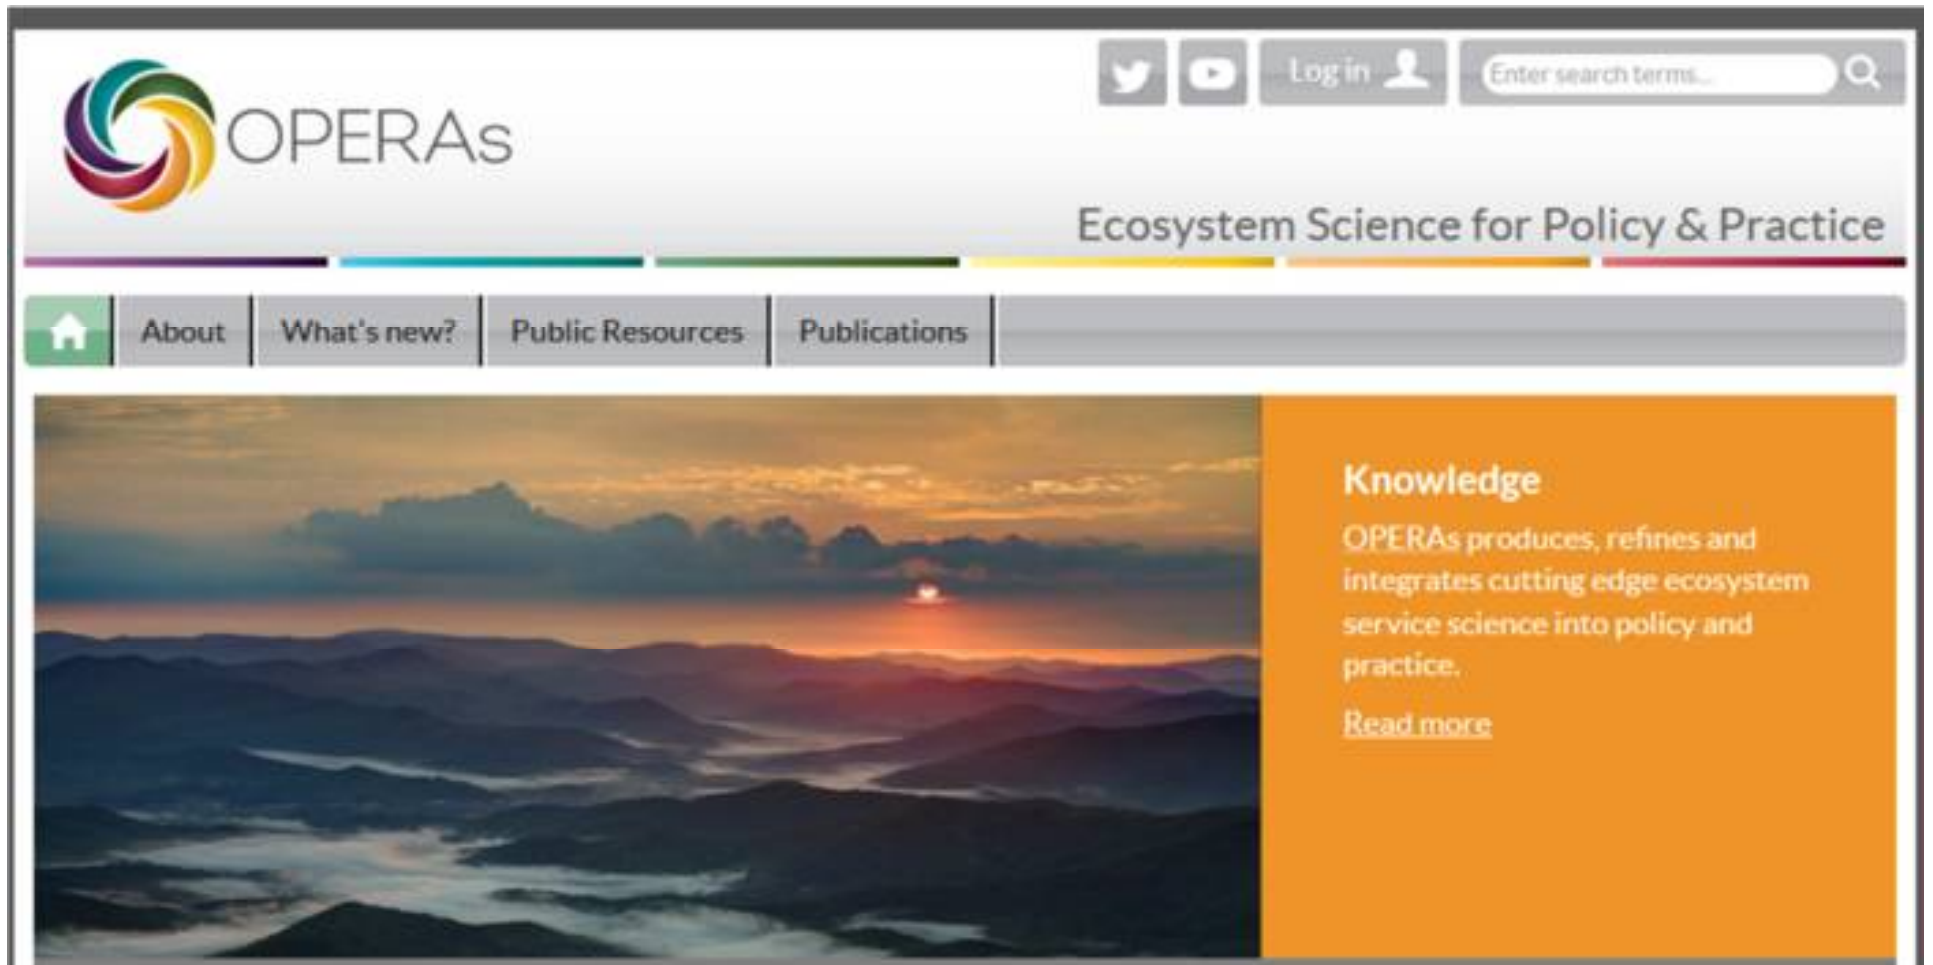 OPERAs
Log in
Enter search terms...
Ecosystem Science for Policy & Practice
About
What's new?
Public Resources
Publications
Knowledge
OPERAs produces, refines and
integrates cutting edge ecosystem
service science into policy and
practice.
Read more